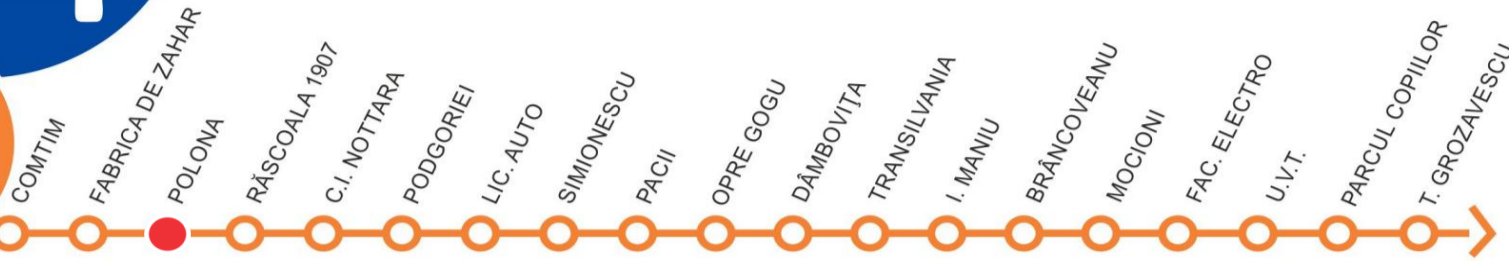 COMTIM
FABRICA DE ZAHAR
POLONA
RĂSCOALA 1907
C.I. NOTTARA
PODGORIEI
LIC. AUTO
SIMIONESCU
PACII
OPRE GOGU
DÂMBOVIȚA
TRANSILVANIA
I. MANIU
BRÂNCOVEANU
MOCIONI
FAC. ELECTRO
U.V.T.
PARCUL COPIILOR
T. GROZAVESCU